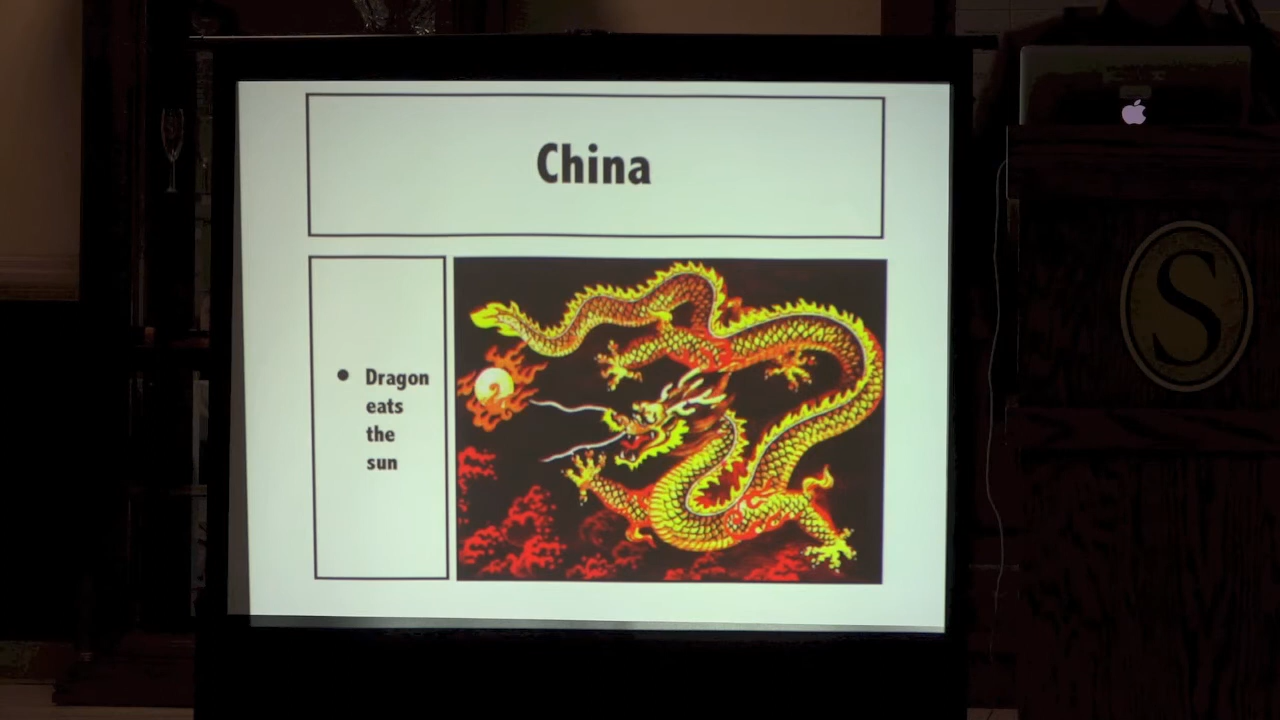 China
• Dragon
eats
the
sun
S